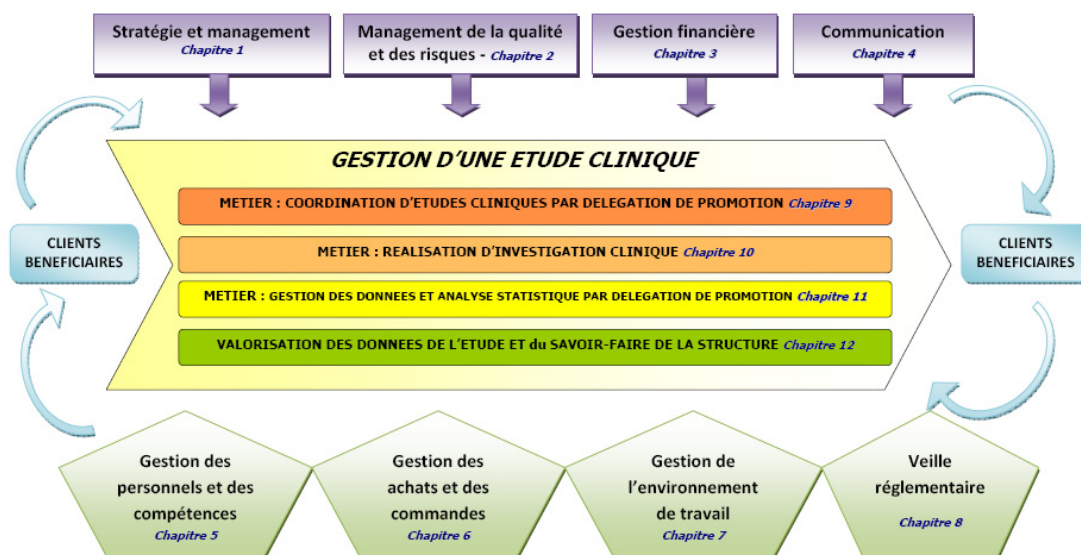 Stratégie et management
Chapitre 1
Management de la qualité
et des risques - Chapitre 2
Gestion financière
Chapitre 3
Communication
Chapitre 4
GESTION D'UNE ETUDE CLINIQUE
METIER : COORDINATION D'ETUDES CLINIQUES PAR DELEGATION DE PROMOTION Chapitre 9
METIER : REALISATION D'INVESTIGATION CLINIQUE Chapitre 10
METIER : GESTION DES DONNEES ET ANALYSE STATISTIQUE PAR DELEGATION DE PROMOTION Chapitre 11
VALORISATION DES DONNEES DE L'ETUDE ET du SAVOIR-FAIRE DE LA STRUCTURE Chapitre 12
CLIENTS
BENEFICIAIRES
CLIENTS
BENEFICIAIRES
Gestion des
personnels et des
compétences
Chapitre 5
Gestion des
achats et des
commandes
Chapitre 6
Gestion de
l'environnement
de travail
Chapitre 7
Veille
réglementaire
Chapitre 8